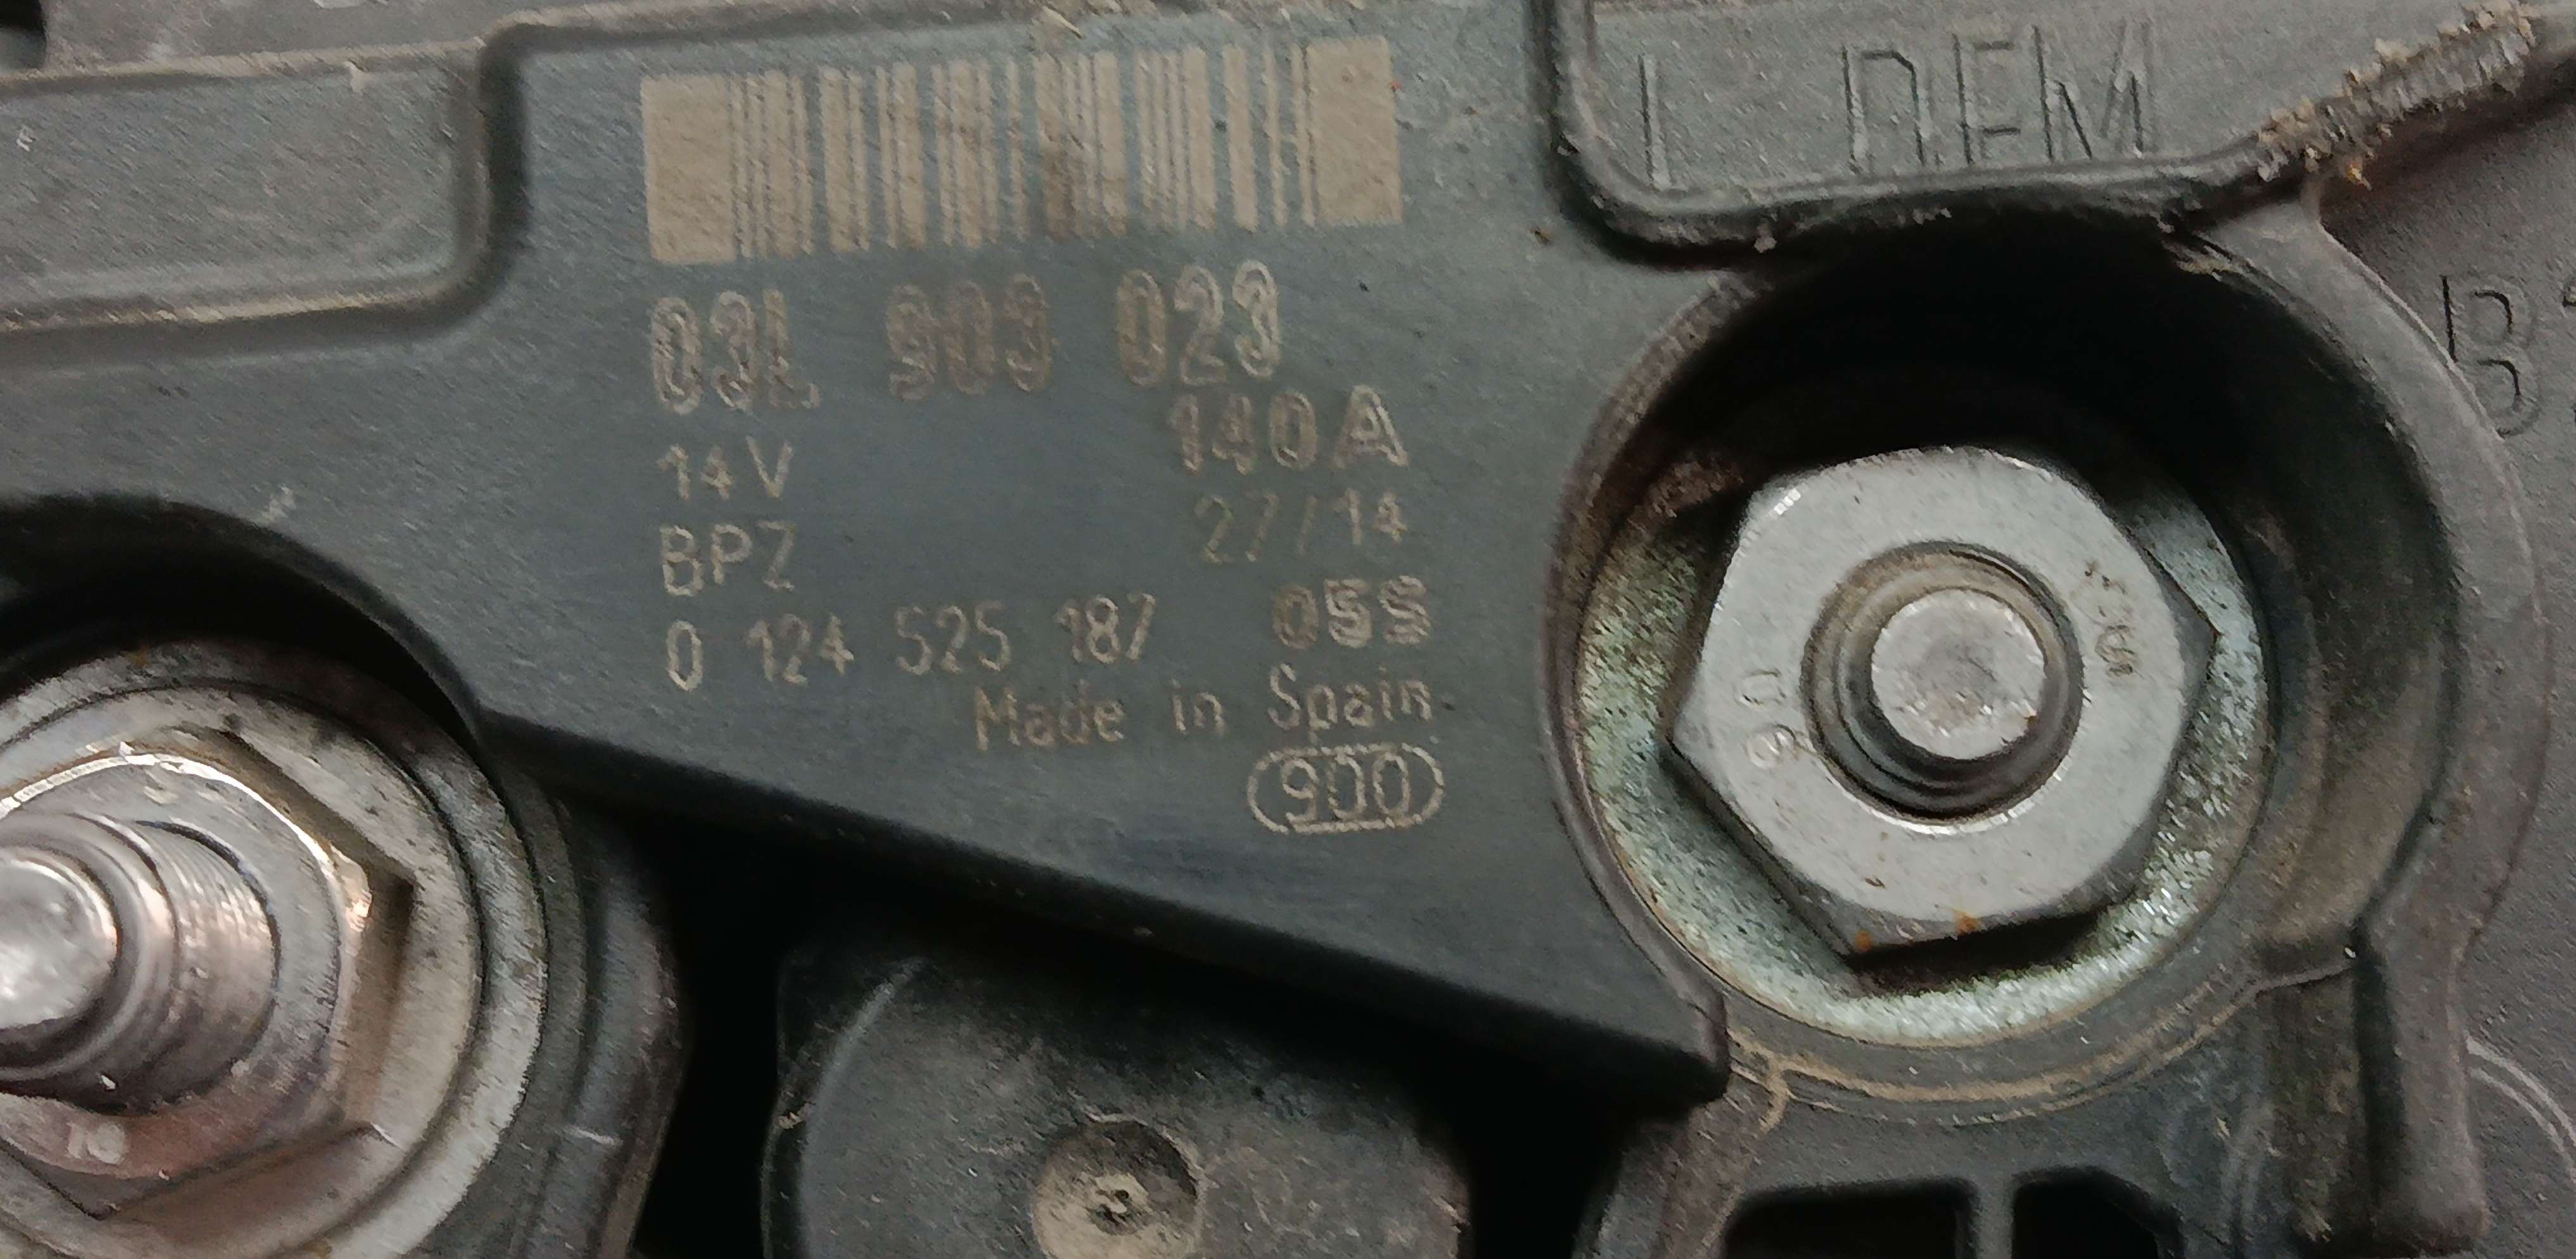 L DFM
B+
03L 903 023
14V 140A
BPZ 27/14
0 124 525 187 05S
Made in Spain
900